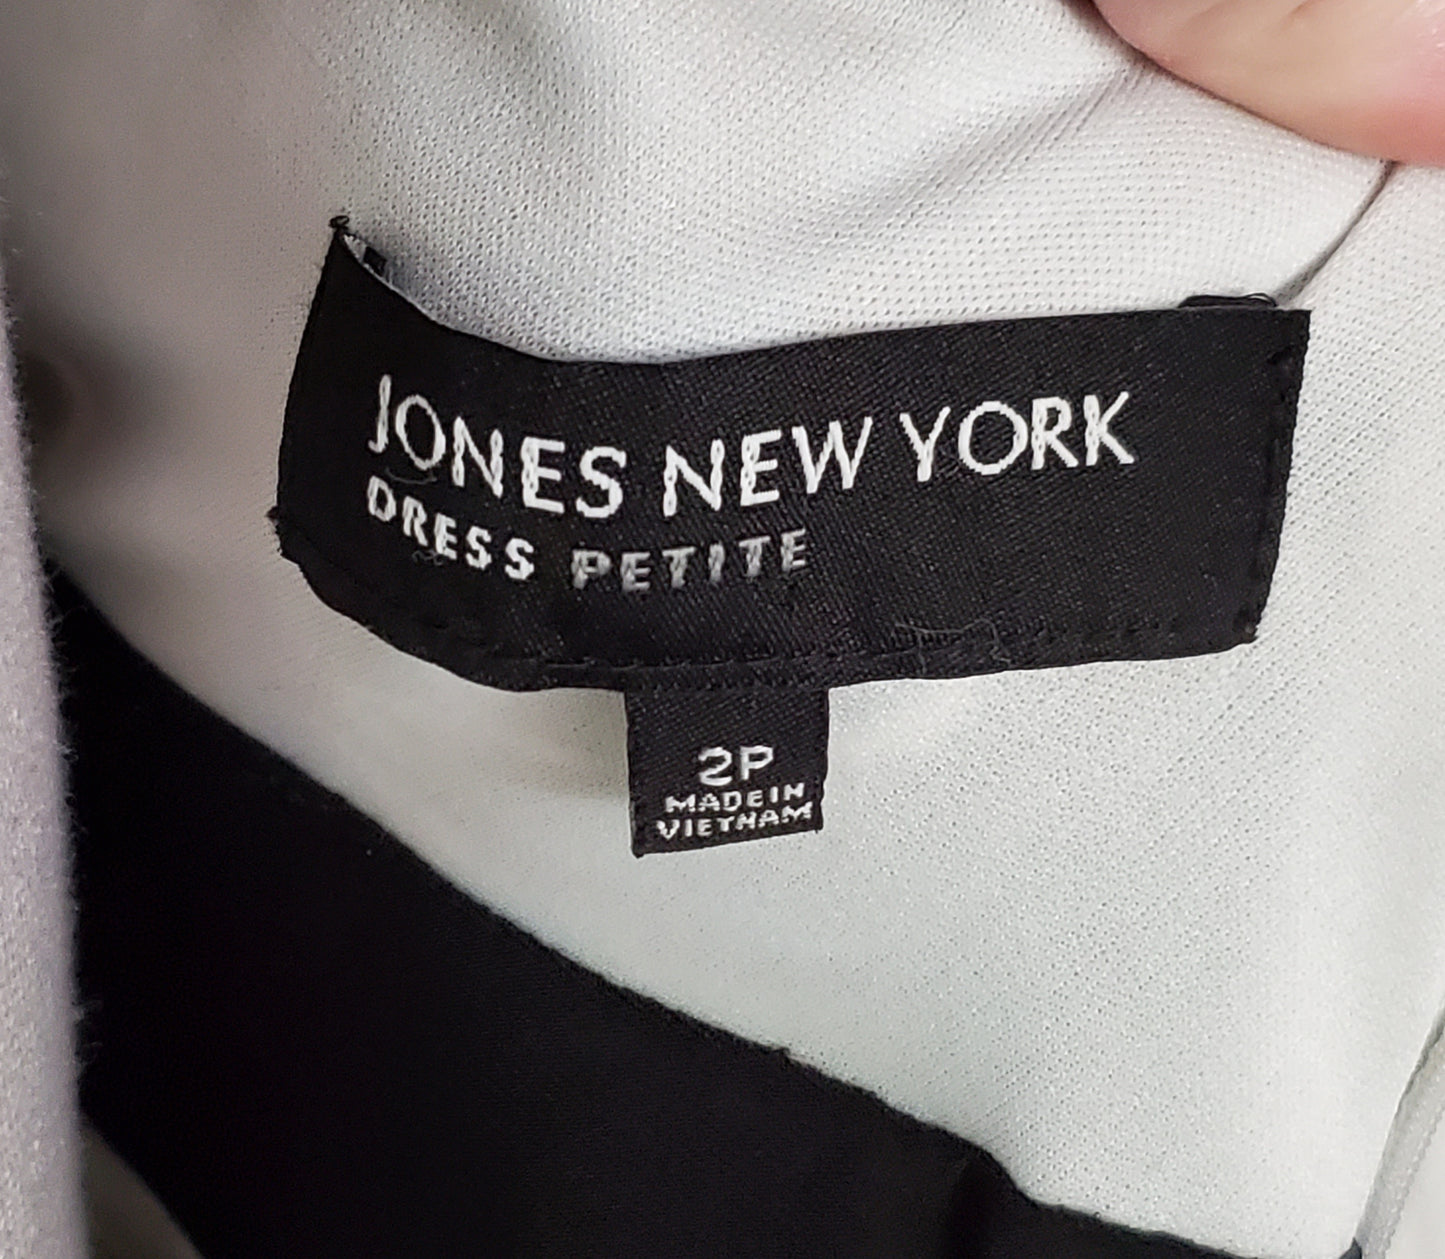 JONES NEW YORK
DRESS PETITE
2P
MADE IN
VIETNAM